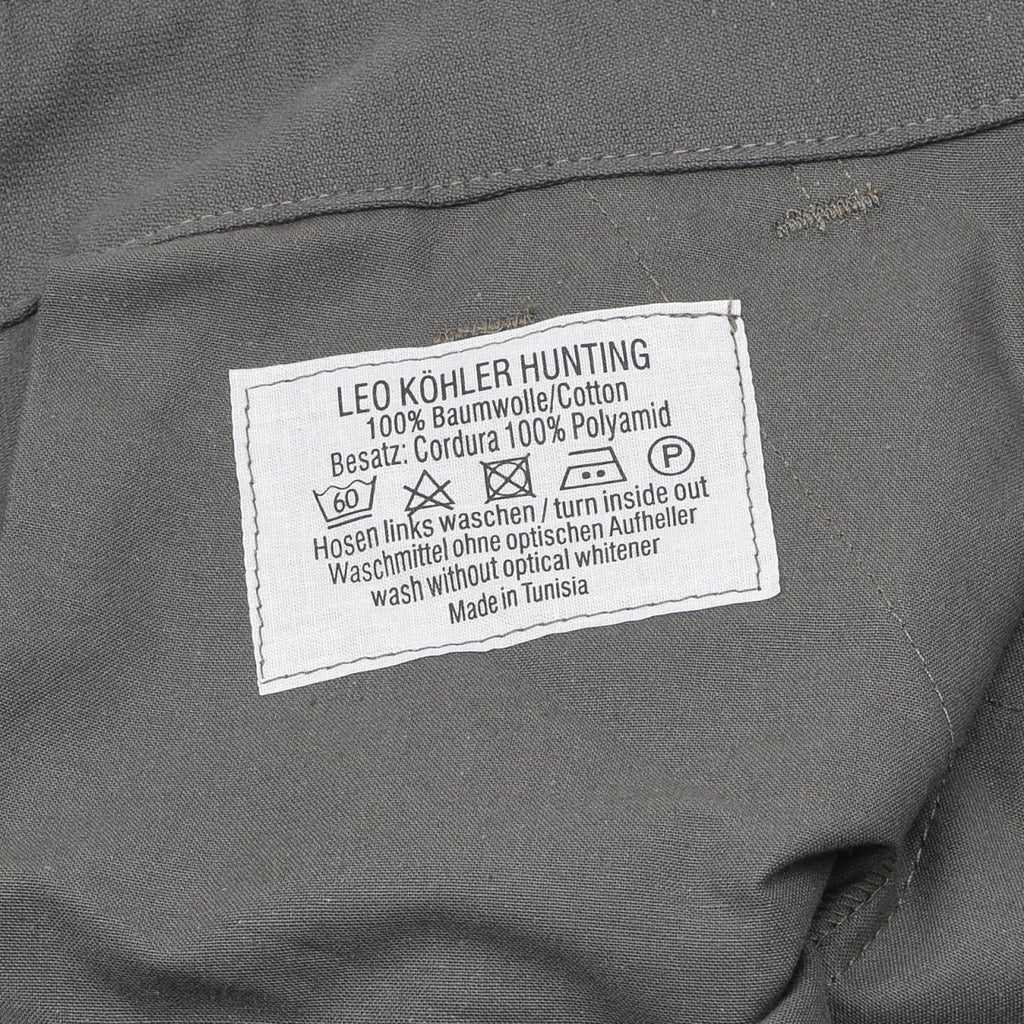 LEO KÖHLER HUNTING
100% Baumwolle/Cotton
Besatz: Cordura 100% Polyamid
60 P
Hosen links waschen / turn inside out
Waschmittel ohne optischen Aufheller
wash without optical whitener
Made in Tunisia